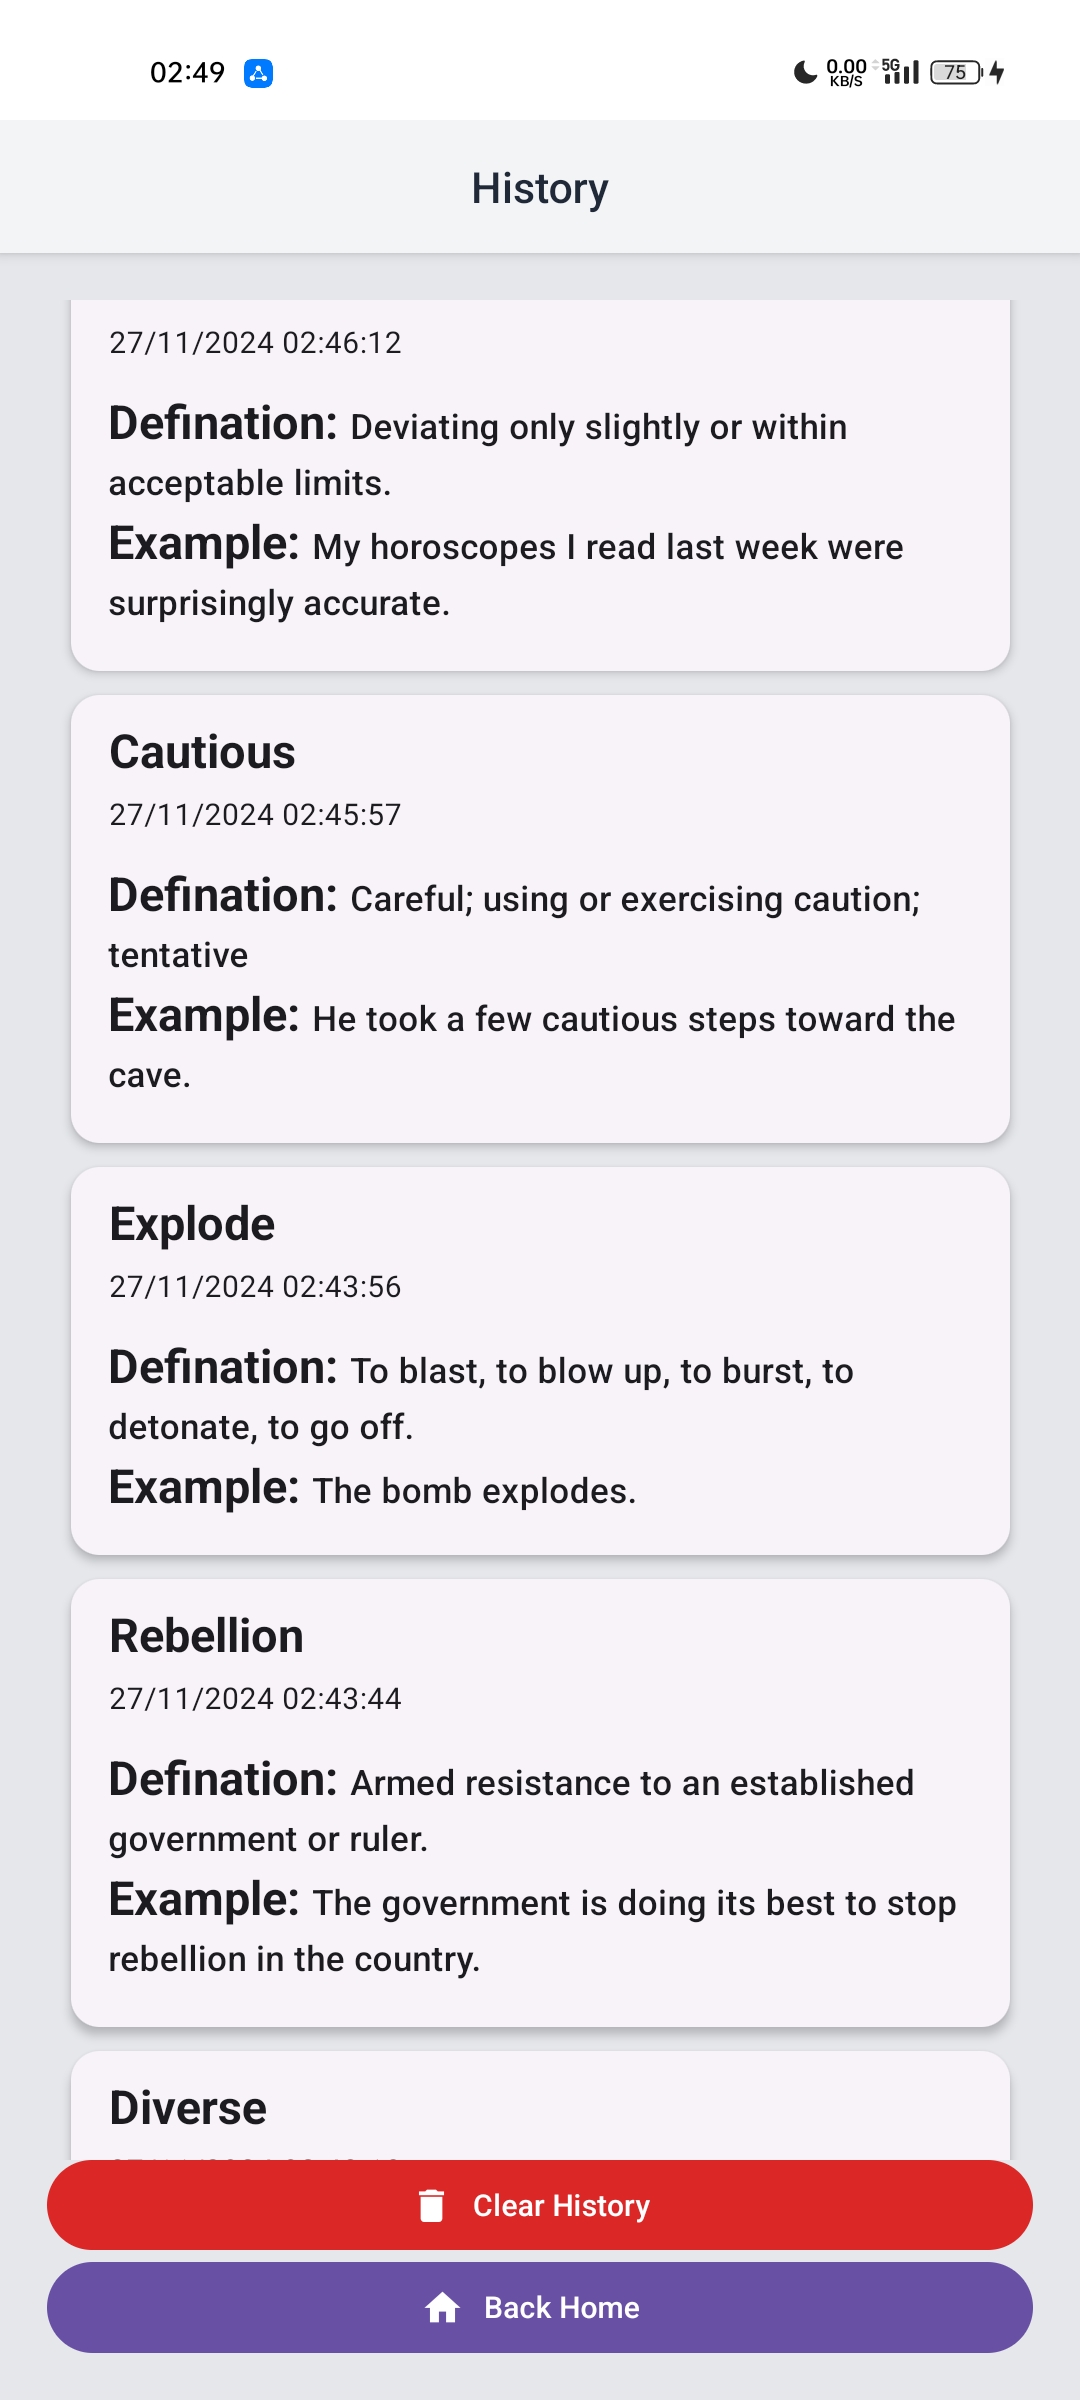 02:49
0.00 KB/S 5G 75
History
27/11/2024 02:46:12
Defination: Deviating only slightly or within
acceptable limits.
Example: My horoscopes I read last week were
surprisingly accurate.
Cautious
27/11/2024 02:45:57
Defination: Careful; using or exercising caution;
tentative
Example: He took a few cautious steps toward the
cave.
Explode
27/11/2024 02:43:56
Defination: To blast, to blow up, to burst, to
detonate, to go off.
Example: The bomb explodes.
Rebellion
27/11/2024 02:43:44
Defination: Armed resistance to an established
government or ruler.
Example: The government is doing its best to stop
rebellion in the country.
Diverse
Clear History
Back Home